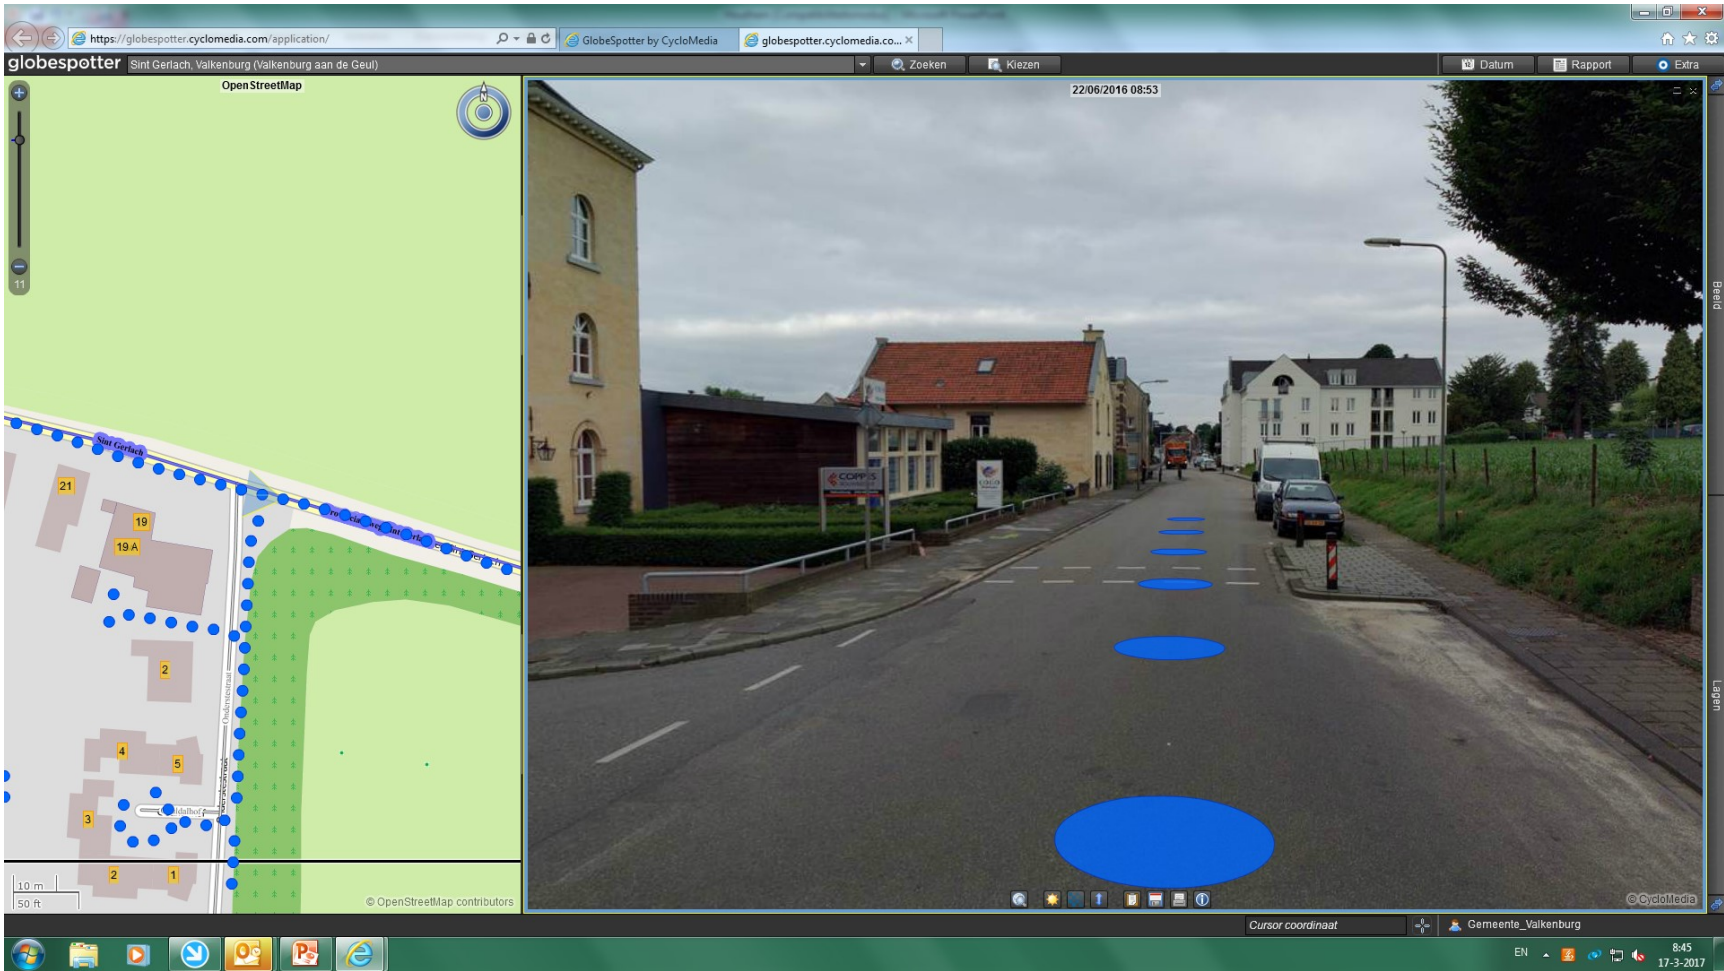 https://globespotter.cyclomedia.com/application/
GlobeSpotter by CycloMedia
globespotter.cyclomedia.co...
globespotter
Sint Gerlach, Valkenburg (Valkenburg aan de Geul)
Zoeken
Kiezen
Datum
Rapport
Extra
OpenStreetMap
N
11
Sint Gerlach
21
19
19 A
2
Onderstestraat
4
5
3
2
1
10 m
50 ft
© OpenStreetMap contributors
22/06/2016 08:53
COPPES
© CycloMedia
Beeld
Lagen
Cursor coordinaat
Gemeente_Valkenburg
EN
8:45
17-3-2017